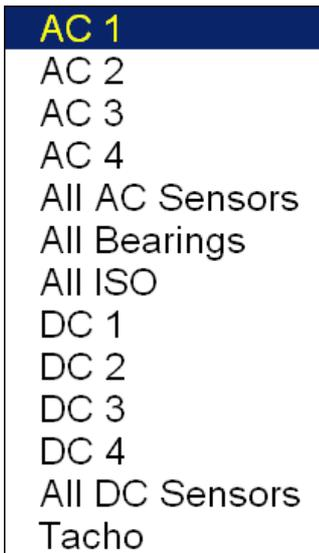 AC 1
AC 2
AC 3
AC 4
All AC Sensors
All Bearings
All ISO
DC 1
DC 2
DC 3
DC 4
All DC Sensors
Tacho